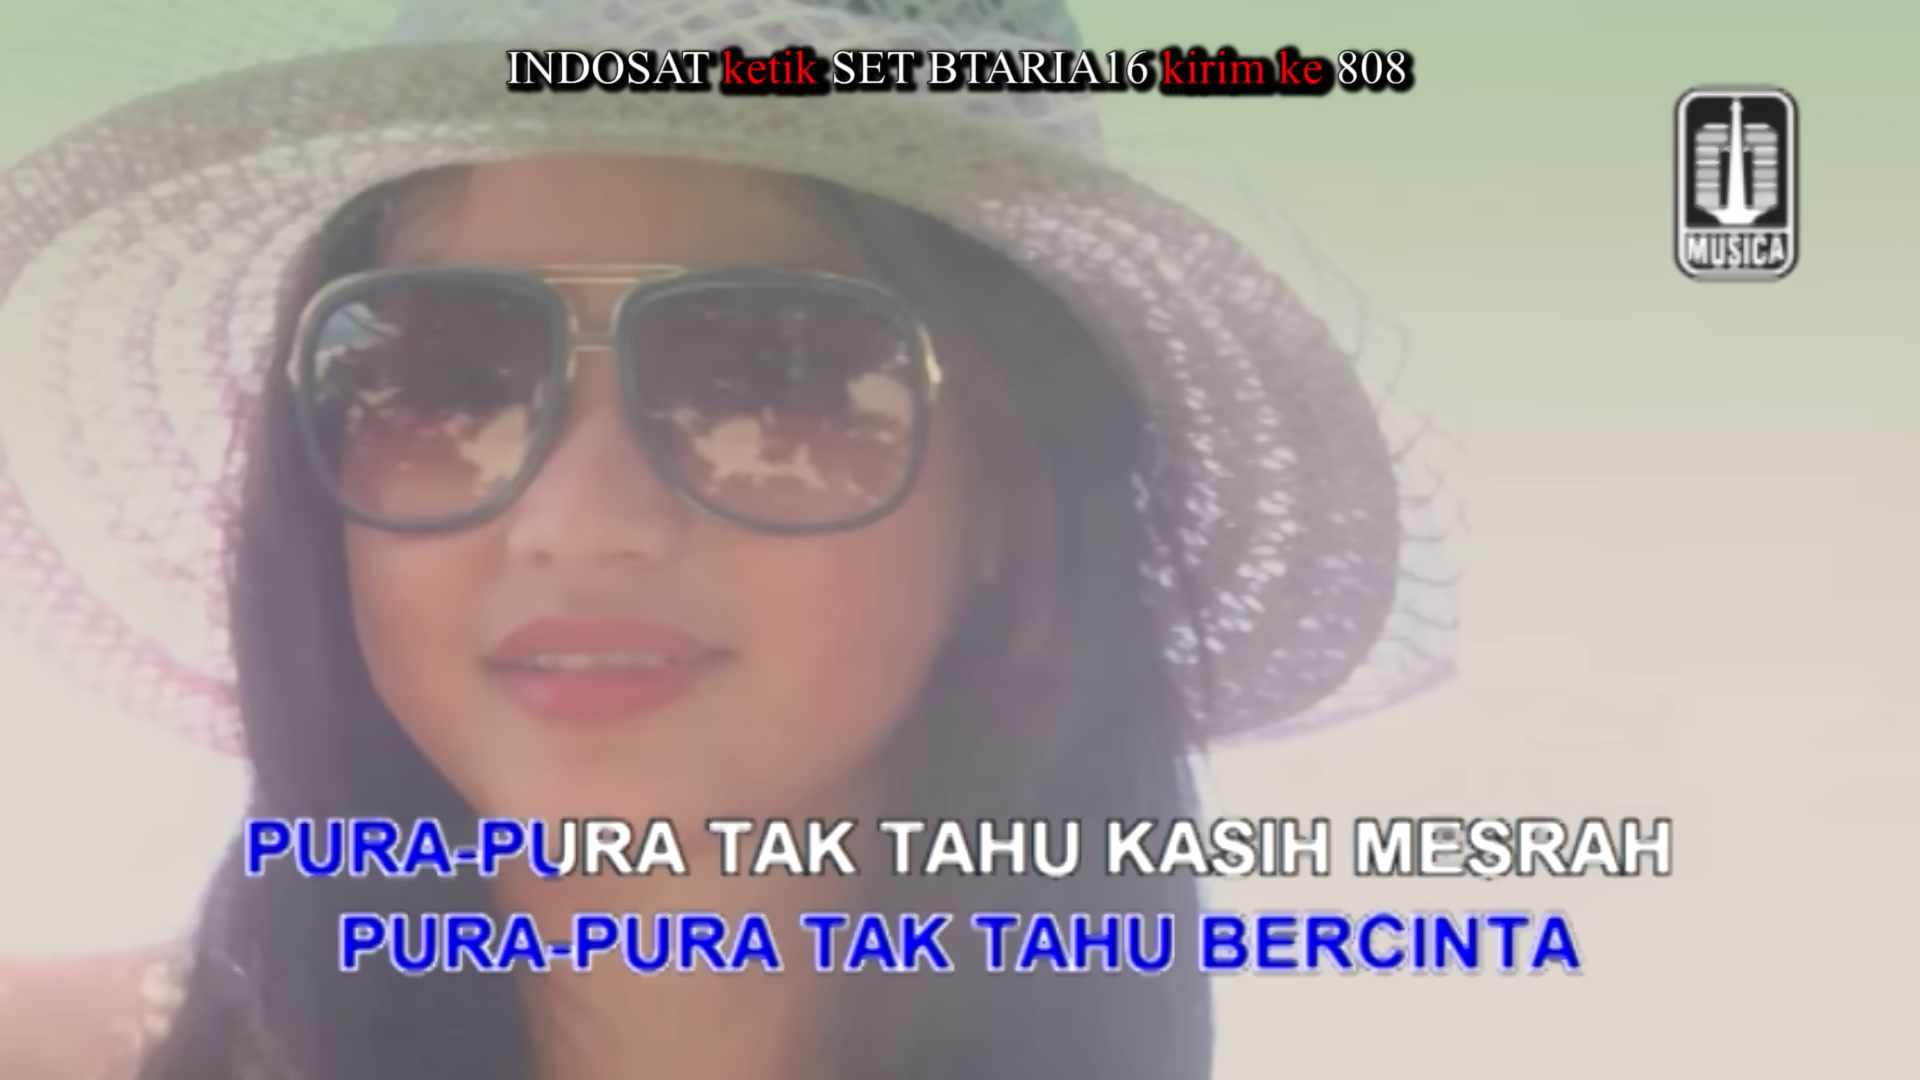 INDOSAT ketik SET BTARIA16 kirim ke 808
MUSICA
PURA-PURA TAK TAHU KASIH MESRAH
PURA-PURA TAK TAHU BERCINTA